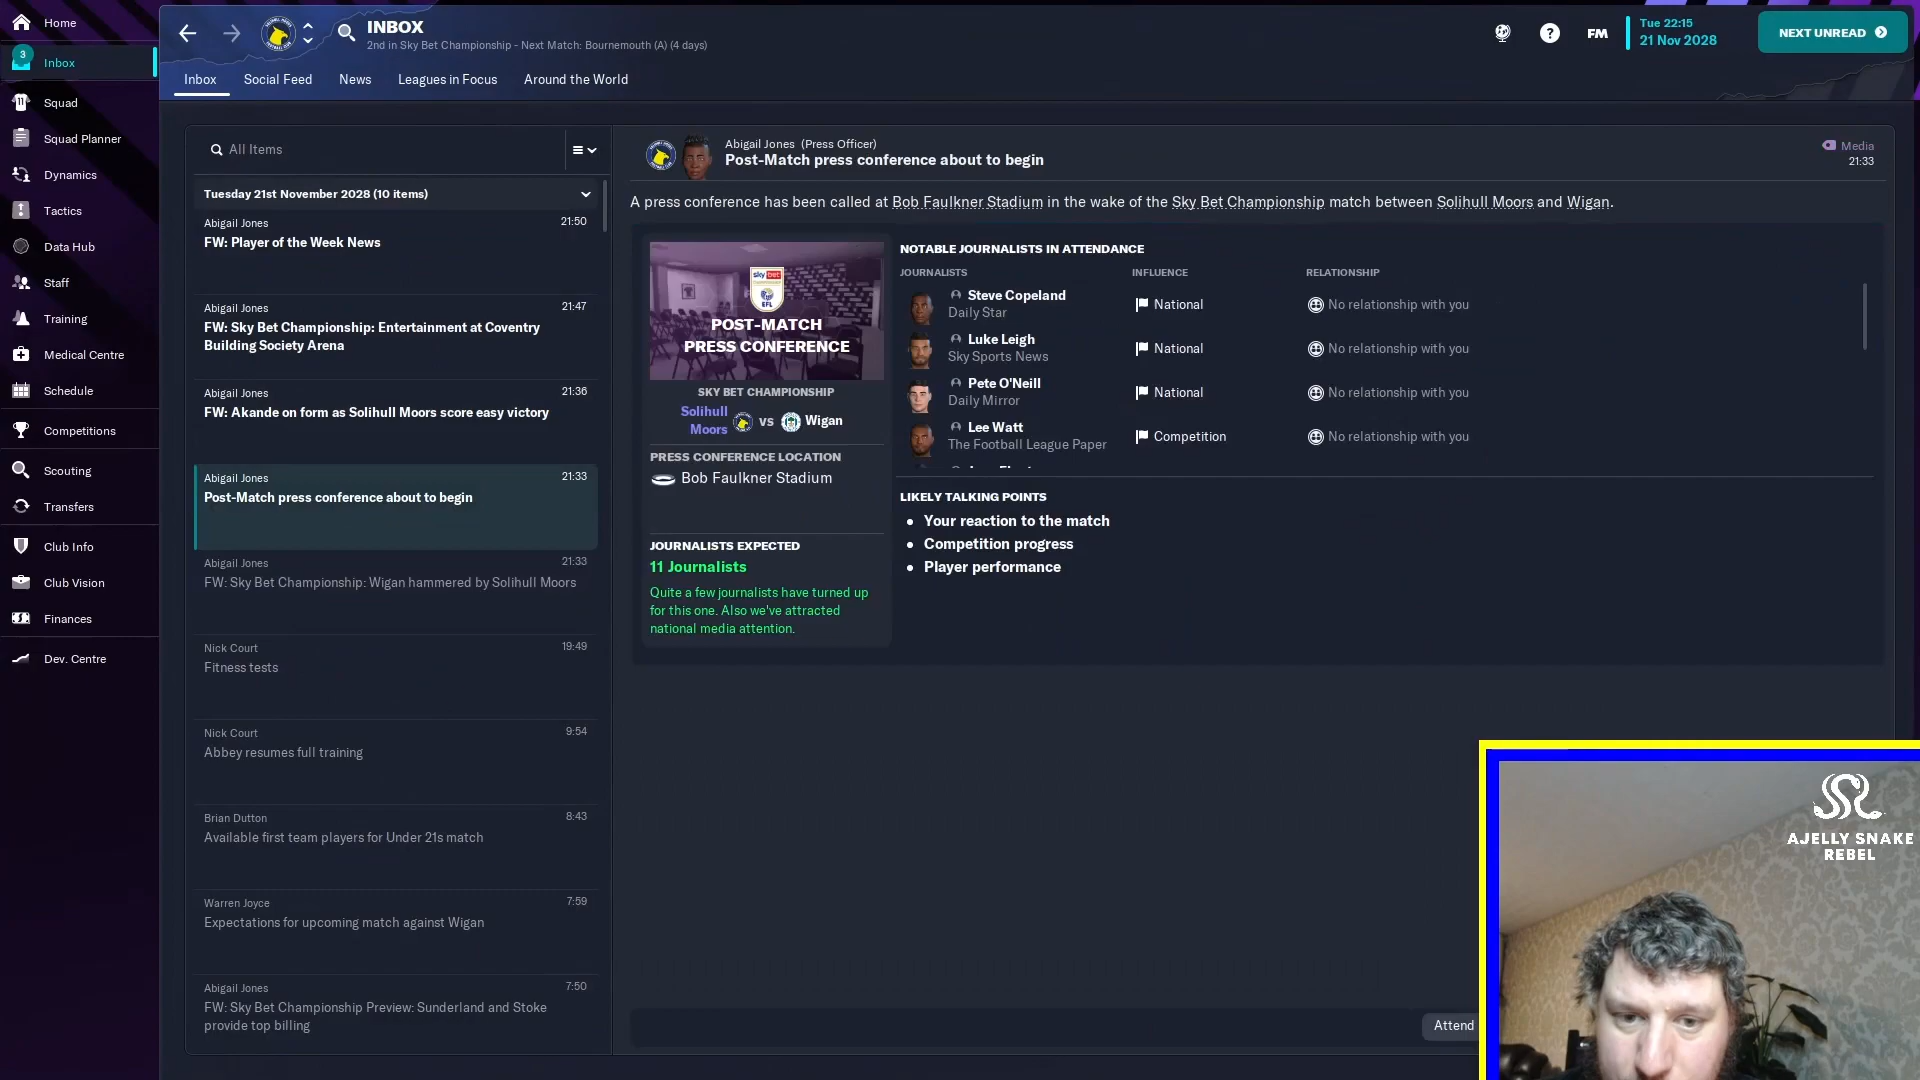 Home
3
Inbox
Squad
Squad Planner
Dynamics
Tactics
Data Hub
Staff
Training
Medical Centre
Schedule
Competitions
Scouting
Transfers
Club Info
Club Vision
Finances
Dev. Centre
INBOX
2nd in Sky Bet Championship - Next Match: Bournemouth (A) (4 days)
?
FM
Tue 22:15
21 Nov 2028
NEXT UNREAD
Inbox
Social Feed
News
Leagues in Focus
Around the World
All Items
Tuesday 21st November 2028 (10 items)
Abigail Jones 21:50
FW: Player of the Week News
Abigail Jones 21:47
FW: Sky Bet Championship: Entertainment at Coventry
Building Society Arena
Abigail Jones 21:36
FW: Akande on form as Solihull Moors score easy victory
Abigail Jones 21:33
Post-Match press conference about to begin
Abigail Jones 21:33
FW: Sky Bet Championship: Wigan hammered by Solihull Moors
Nick Court 19:49
Fitness tests
Nick Court 9:54
Abbey resumes full training
Brian Dutton 8:43
Available first team players for Under 21s match
Warren Joyce 7:59
Expectations for upcoming match against Wigan
Abigail Jones 7:50
FW: Sky Bet Championship Preview: Sunderland and Stoke
provide top billing
Abigail Jones (Press Officer)
Post-Match press conference about to begin
Media
21:33
A press conference has been called at Bob Faulkner Stadium in the wake of the Sky Bet Championship match between Solihull Moors and Wigan.
sky bet
EFL
POST-MATCH
PRESS CONFERENCE
SKY BET CHAMPIONSHIP
Solihull
Moors vs Wigan
PRESS CONFERENCE LOCATION
Bob Faulkner Stadium
JOURNALISTS EXPECTED
11 Journalists
Quite a few journalists have turned up
for this one. Also we've attracted
national media attention.
NOTABLE JOURNALISTS IN ATTENDANCE
JOURNALISTS INFLUENCE RELATIONSHIP
Steve Copeland
Daily Star
National
No relationship with you
Luke Leigh
Sky Sports News
National
No relationship with you
Pete O'Neill
Daily Mirror
National
No relationship with you
Lee Watt
The Football League Paper
Competition
No relationship with you
LIKELY TALKING POINTS
Your reaction to the match
Competition progress
Player performance
Attend
AJELLY SNAKE
REBEL